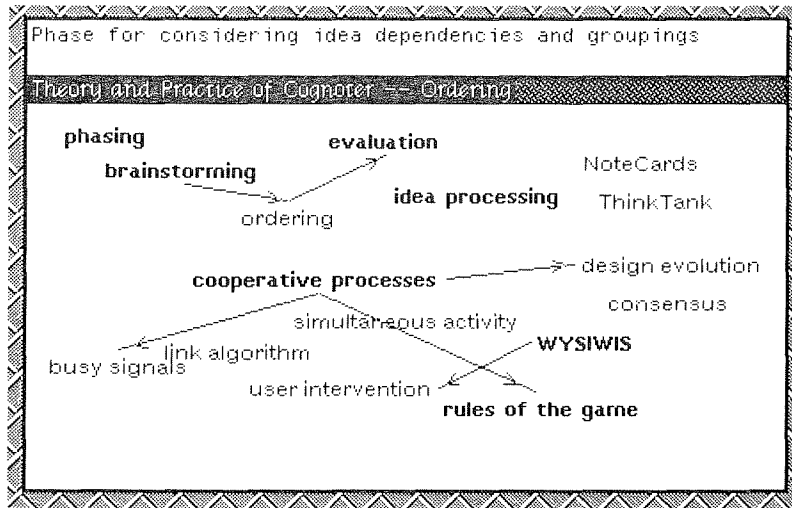 Phase for considering idea dependencies and groupings
Theory and Practice of Cognoter -- Ordering
phasing
evaluation
brainstorming
NoteCards
idea processing
ThinkTank
ordering
design evolution
cooperative processes
consensus
simultaneous activity
WYSIWIS
link algorithm
busy signals
user intervention
rules of the game